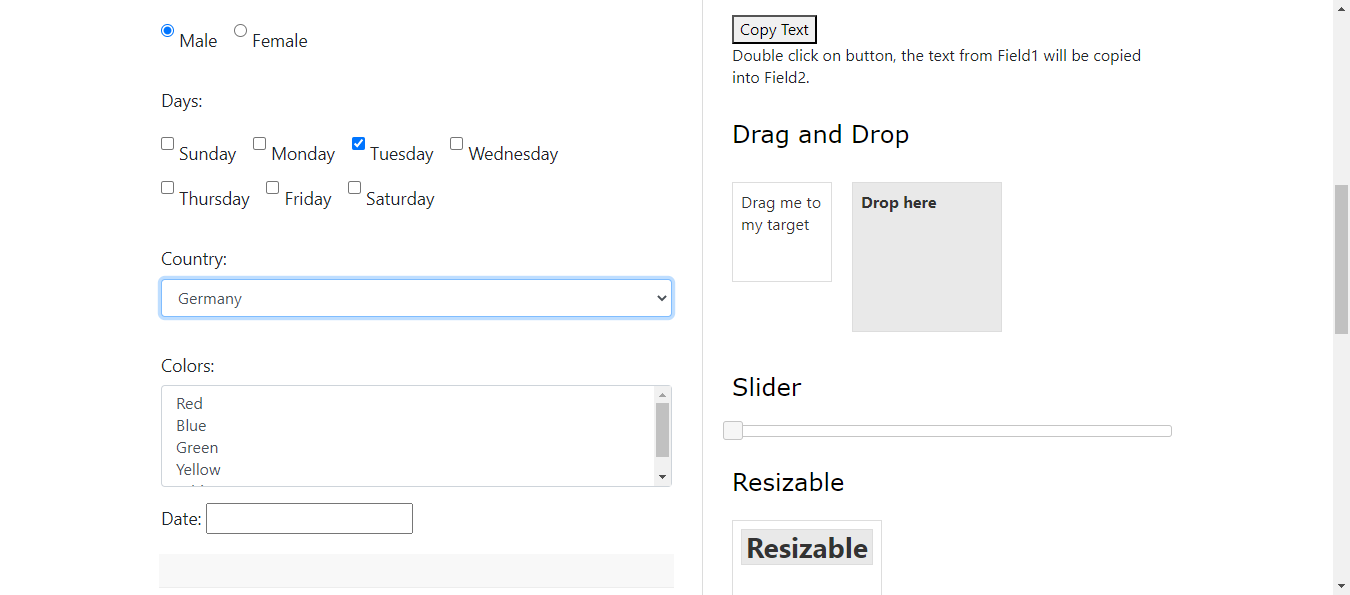 Male Female
Days:
Sunday Monday Tuesday Wednesday
Thursday Friday Saturday
Country:
Germany
Colors:
Red
Blue
Green
Yellow
Date:
Copy Text
Double click on button, the text from Field1 will be copied
into Field2.
Drag and Drop
Drag me to
my target
Drop here
Slider
Resizable
Resizable